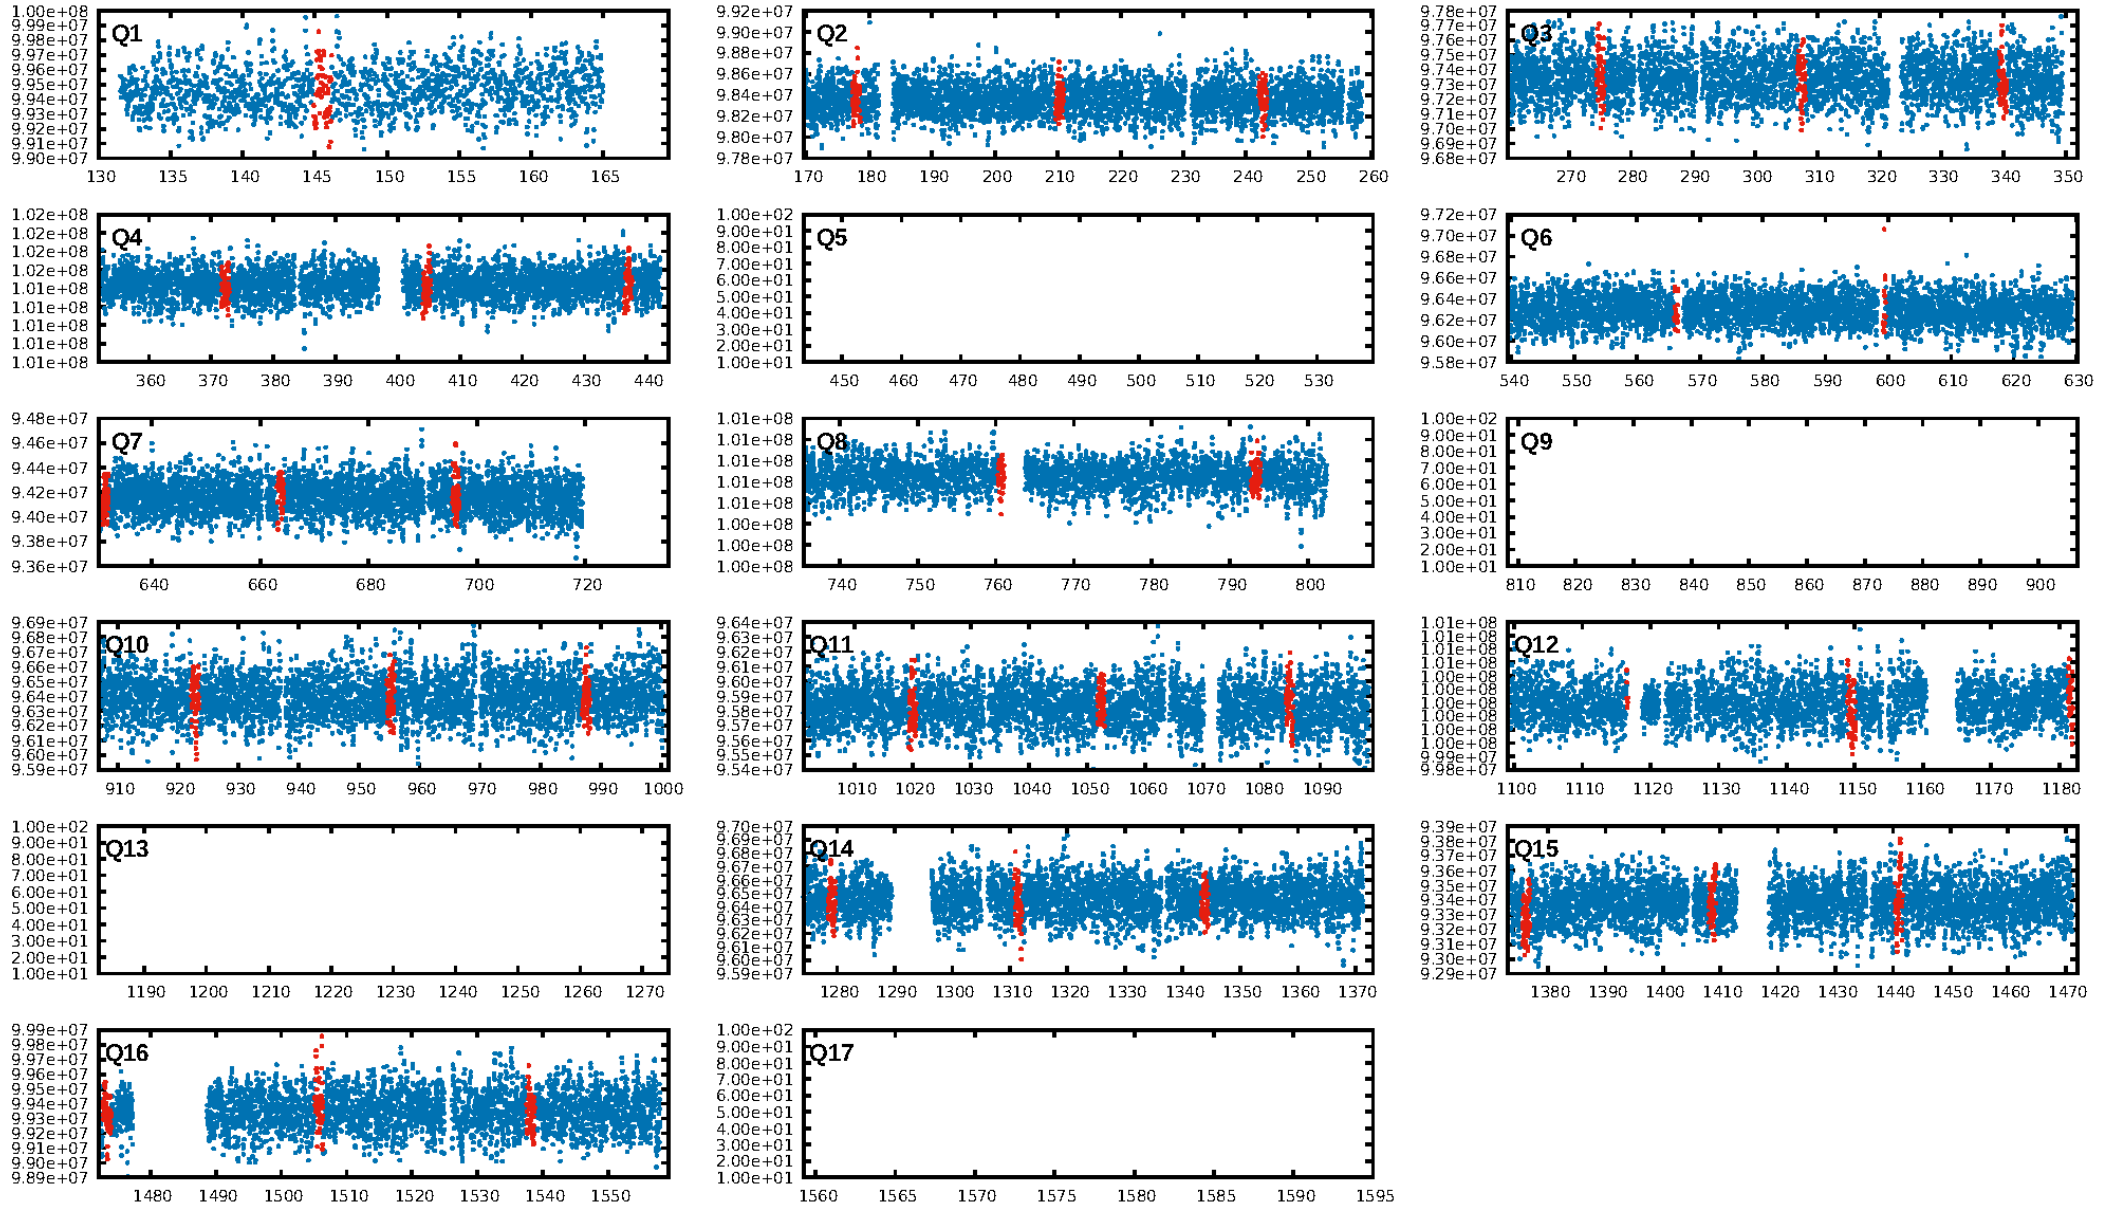 1.00e+08
9.99e+07
9.98e+07
9.97e+07
9.96e+07
9.95e+07
9.94e+07
9.93e+07
9.92e+07
9.91e+07
9.90e+07
Q1
130 135 140 145 150 155 160 165
9.92e+07
9.90e+07
9.88e+07
9.86e+07
9.84e+07
9.82e+07
9.80e+07
9.78e+07
Q2
170 180 190 200 210 220 230 240 250 260
9.78e+07
9.77e+07
9.76e+07
9.75e+07
9.74e+07
9.73e+07
9.72e+07
9.71e+07
9.70e+07
9.69e+07
9.68e+07
Q3
270 280 290 300 310 320 330 340 350
1.02e+08
1.02e+08
1.02e+08
1.02e+08
1.01e+08
1.01e+08
1.01e+08
1.01e+08
1.01e+08
Q4
360 370 380 390 400 410 420 430 440
1.00e+02
9.00e+01
8.00e+01
7.00e+01
6.00e+01
5.00e+01
4.00e+01
3.00e+01
2.00e+01
1.00e+01
Q5
450 460 470 480 490 500 510 520 530
9.72e+07
9.70e+07
9.68e+07
9.66e+07
9.64e+07
9.62e+07
9.60e+07
9.58e+07
Q6
540 550 560 570 580 590 600 610 620 630
9.48e+07
9.46e+07
9.44e+07
9.42e+07
9.40e+07
9.38e+07
9.36e+07
Q7
640 660 680 700 720
1.01e+08
1.01e+08
1.01e+08
1.01e+08
1.01e+08
1.00e+08
1.00e+08
1.00e+08
Q8
740 750 760 770 780 790 800
1.00e+02
9.00e+01
8.00e+01
7.00e+01
6.00e+01
5.00e+01
4.00e+01
3.00e+01
2.00e+01
1.00e+01
Q9
810 820 830 840 850 860 870 880 890 900
9.69e+07
9.68e+07
9.67e+07
9.66e+07
9.65e+07
9.64e+07
9.63e+07
9.62e+07
9.61e+07
9.60e+07
9.59e+07
Q10
910 920 930 940 950 960 970 980 990 1000
9.64e+07
9.63e+07
9.62e+07
9.61e+07
9.60e+07
9.59e+07
9.58e+07
9.57e+07
9.56e+07
9.55e+07
9.54e+07
Q11
1010 1020 1030 1040 1050 1060 1070 1080 1090
1.01e+08
1.01e+08
1.01e+08
1.01e+08
1.00e+08
1.00e+08
1.00e+08
1.00e+08
1.00e+08
1.00e+08
9.99e+07
9.98e+07
Q12
1100 1110 1120 1130 1140 1150 1160 1170 1180
1.00e+02
9.00e+01
8.00e+01
7.00e+01
6.00e+01
5.00e+01
4.00e+01
3.00e+01
2.00e+01
1.00e+01
Q13
1190 1200 1210 1220 1230 1240 1250 1260 1270
9.70e+07
9.69e+07
9.68e+07
9.67e+07
9.66e+07
9.65e+07
9.64e+07
9.63e+07
9.62e+07
9.61e+07
9.60e+07
9.59e+07
Q14
1280 1290 1300 1310 1320 1330 1340 1350 1360 1370
9.39e+07
9.38e+07
9.37e+07
9.36e+07
9.35e+07
9.34e+07
9.33e+07
9.32e+07
9.31e+07
9.30e+07
9.29e+07
Q15
1380 1390 1400 1410 1420 1430 1440 1450 1460 1470
9.99e+07
9.98e+07
9.97e+07
9.96e+07
9.95e+07
9.94e+07
9.93e+07
9.92e+07
9.91e+07
9.90e+07
9.89e+07
Q16
1480 1490 1500 1510 1520 1530 1540 1550
1.00e+02
9.00e+01
8.00e+01
7.00e+01
6.00e+01
5.00e+01
4.00e+01
3.00e+01
2.00e+01
1.00e+01
Q17
1560 1565 1570 1575 1580 1585 1590 1595